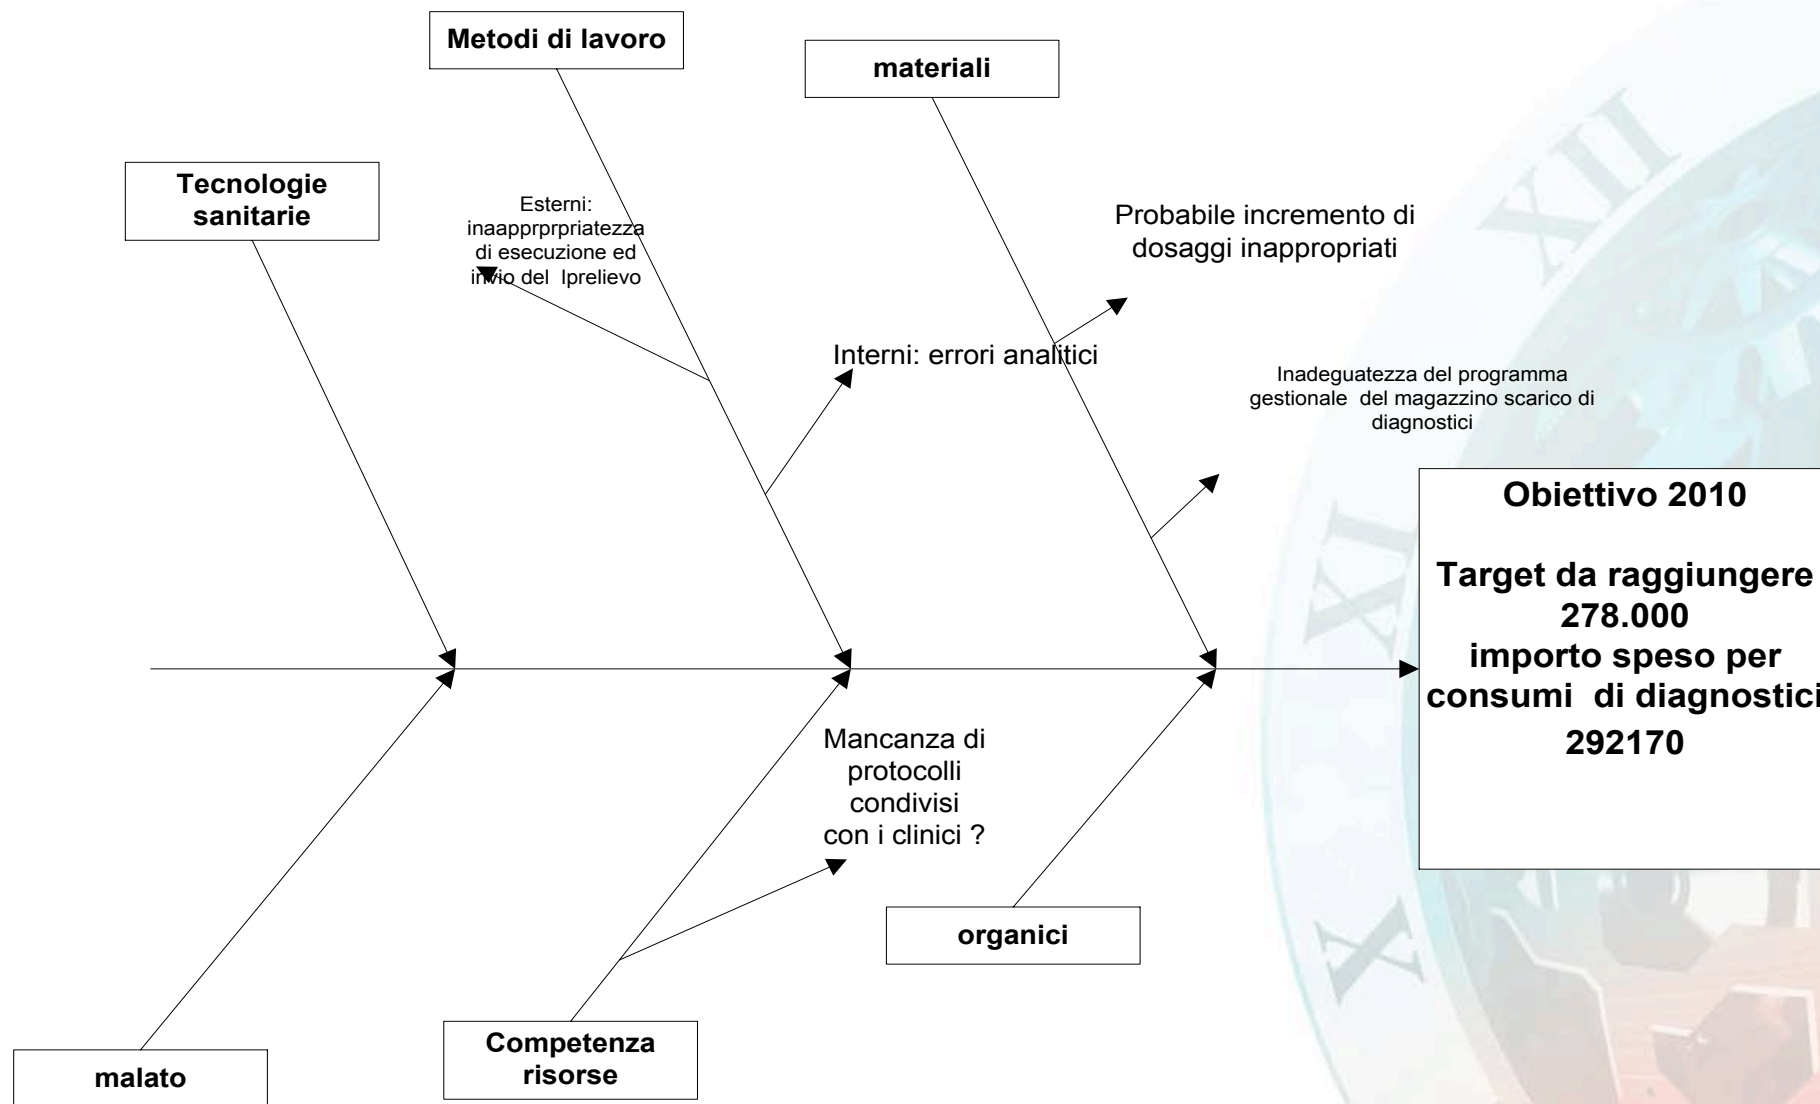 Metodi di lavoro
materiali
Tecnologie
sanitarie
Esterni:
inaapprprpriatezza
di esecuzione ed
invio del  lprelievo
Probabile incremento di
dosaggi inappropriati
Interni: errori analitici
Inadeguatezza del programma
gestionale  del magazzino scarico di
diagnostici
Obiettivo 2010
Target da raggiungere
278.000
importo speso per
consumi  di diagnostici
292170
Mancanza di
protocolli
condivisi
con i clinici ?
organici
Competenza
risorse
malato
XII
XI
X